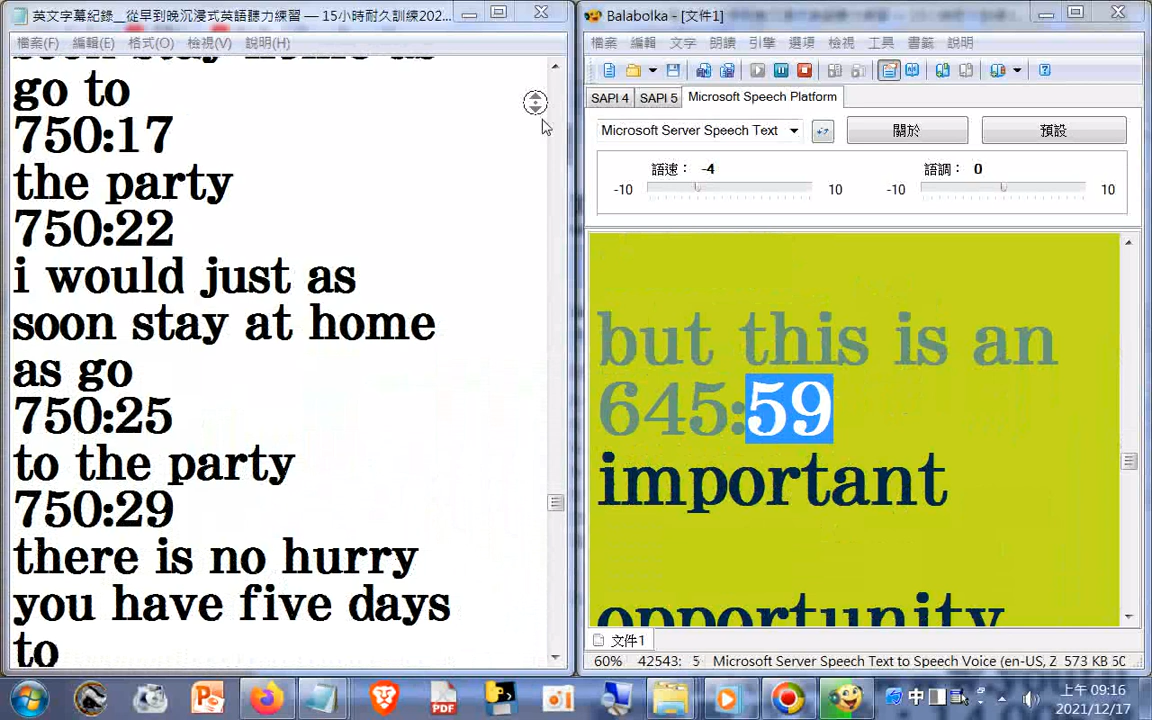 英文字幕紀錄__從早到晚沉浸式英語聽力練習 — 15小時耐久訓練202...
檔案(F) 編輯(E) 格式(O) 檢視(V) 說明(H)
soon stay home as
go to
750:17
the party
750:22
i would just as
soon stay at home
as go
750:25
to the party
750:29
there is no hurry
you have five days
to
Balabolka - [文件1]
檔案 編輯 文字 朗讀 引擎 選項 檢視 工具 書籤 說明
SAPI 4 SAPI 5 Microsoft Speech Platform
Microsoft Server Speech Text 關於 預設
語速： -4 語調： 0
-10 10 -10 10
but this is an
645:59
important
opportunity
文件1
60% 42543: 5 Microsoft Server Speech Text to Speech Voice (en-US, Z 573 KB 50
中
上午 09:16
2021/12/17